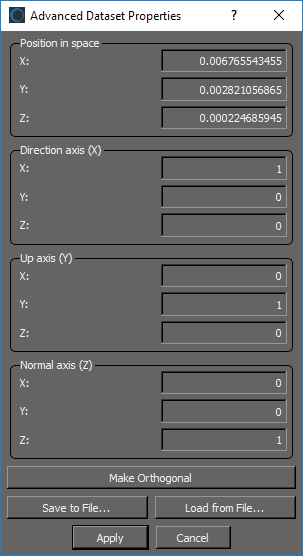 Advanced Dataset Properties ? ×
Position in space
X: 0.006765543455
Y: 0.002821056865
Z: 0.000224685945
Direction axis (X)
X: 1
Y: 0
Z: 0
Up axis (Y)
X: 0
Y: 1
Z: 0
Normal axis (Z)
X: 0
Y: 0
Z: 1
Make Orthogonal
Save to File... Load from File...
Apply Cancel